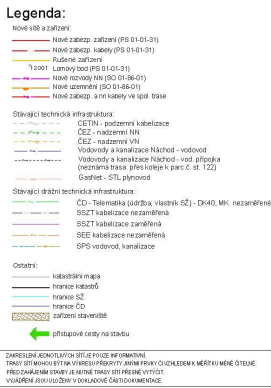 Legenda:
Nové sítě a zařízení:
Nové zabezp. zařízení (PS 01-01-31)
Nové zabezp. kabely (PS 01-01-31)
Rušené zařízení
Lomový bod (PS 01-01-31)
Nové rozvody NN (SO 01-86-01)
Nové uzemnění (SO 01-86-01)
Nové zabezp. a nn kabely ve spol. trase
Stávající technická infrastruktura:
CETIN - podzemní kabelizace
ČEZ - nadzemní NN
ČEZ - nadzemní VN
Vodovody a kanalizace Náchod - vodovod
Vodovody a kanalizace Náchod - vod. přípojka
(neznámá trasa přes koleje k parc č. st. 122)
GasNet - STL plynovod
Stávající drážní technická infrastruktura:
ČD - Telematika (údržba; vlastník SŽ) - DK40, MK nezaměřené
SSZT kabelizace nezaměřená
SSZT kabelizace zaměřená
SEE kabelizace nezaměřená
SPS vodovod, kanalizace
Ostatní:
katastrální mapa
hranice katastrů
hranice SŽ
hranice ČD
zařízení staveniště
přístupové cesty na stavbu
ZAKRESLENÍ JEDNOTLIVÝCH SÍTÍ JE POUZE INFORMATIVNÍ.
TRASY SÍTÍ MOHOU BÝT NA VÝKRESU PŘEKRYTY JINÝMI PRVKY ČI VZHLEDEM K MĚŘÍTKU MÉNĚ ČITELNÉ.
PŘED ZAHÁJENÍM STAVBY JE NUTNÉ TRASY SÍTÍ PŘESNĚ VYTÝČIT.
VYJÁDŘENÍ JSOU ULOŽENY V DOKLADOVÉ ČÁSTI DOKUMENTACE.